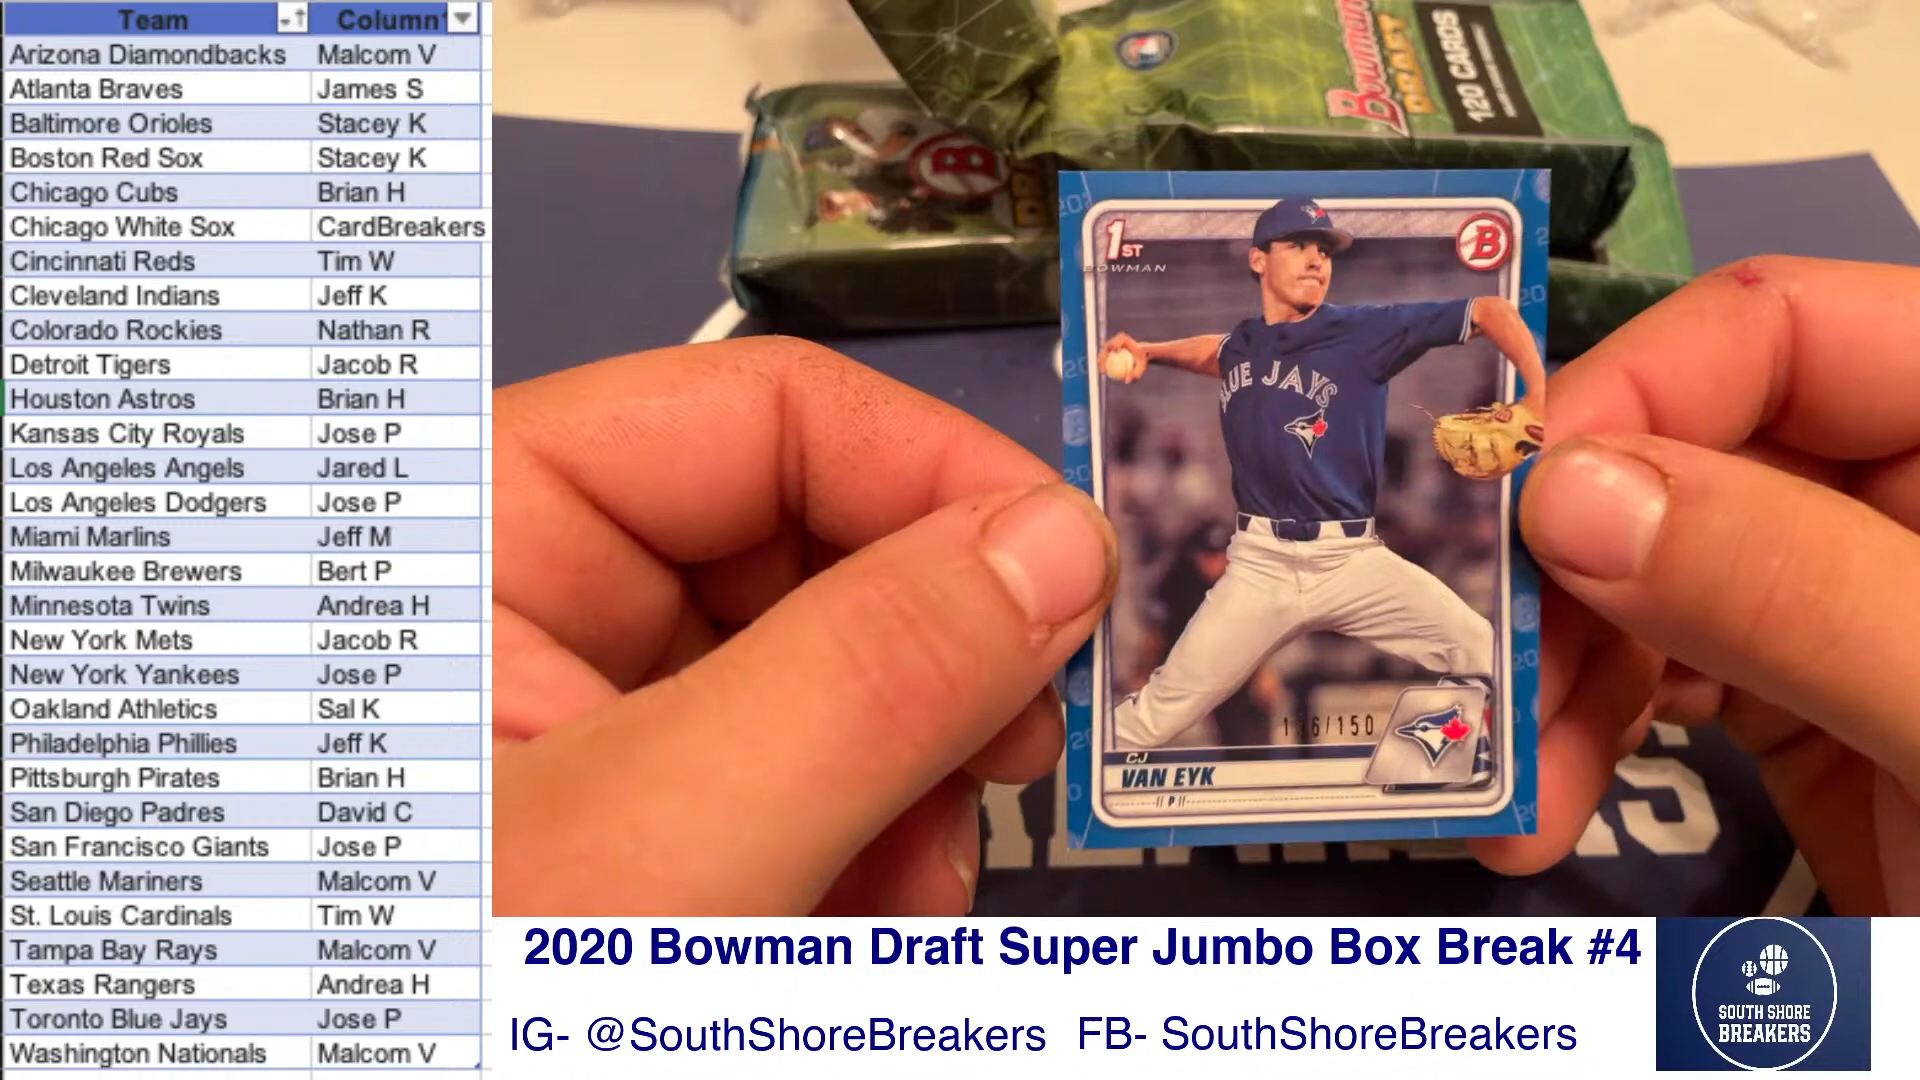 Team Column
Arizona Diamondbacks Malcom V
Atlanta Braves James S
Baltimore Orioles Stacey K
Boston Red Sox Stacey K
Chicago Cubs Brian H
Chicago White Sox CardBreakers
Cincinnati Reds Tim W
Cleveland Indians Jeff K
Colorado Rockies Nathan R
Detroit Tigers Jacob R
Houston Astros Brian H
Kansas City Royals Jose P
Los Angeles Angels Jared L
Los Angeles Dodgers Jose P
Miami Marlins Jeff M
Milwaukee Brewers Bert P
Minnesota Twins Andrea H
New York Mets Jacob R
New York Yankees Jose P
Oakland Athletics Sal K
Philadelphia Phillies Jeff K
Pittsburgh Pirates Brian H
San Diego Padres David C
San Francisco Giants Jose P
Seattle Mariners Malcom V
St. Louis Cardinals Tim W
Tampa Bay Rays Malcom V
Texas Rangers Andrea H
Toronto Blue Jays Jose P
Washington Nationals Malcom V
Bowman
DRAFT
120 CARDS
B
1ST
BOWMAN
B
BLUE JAYS
CJ
VAN EYK
P
2020 Bowman Draft Super Jumbo Box Break #4
IG- @SouthShoreBreakers FB- SouthShoreBreakers
SOUTH SHORE
BREAKERS